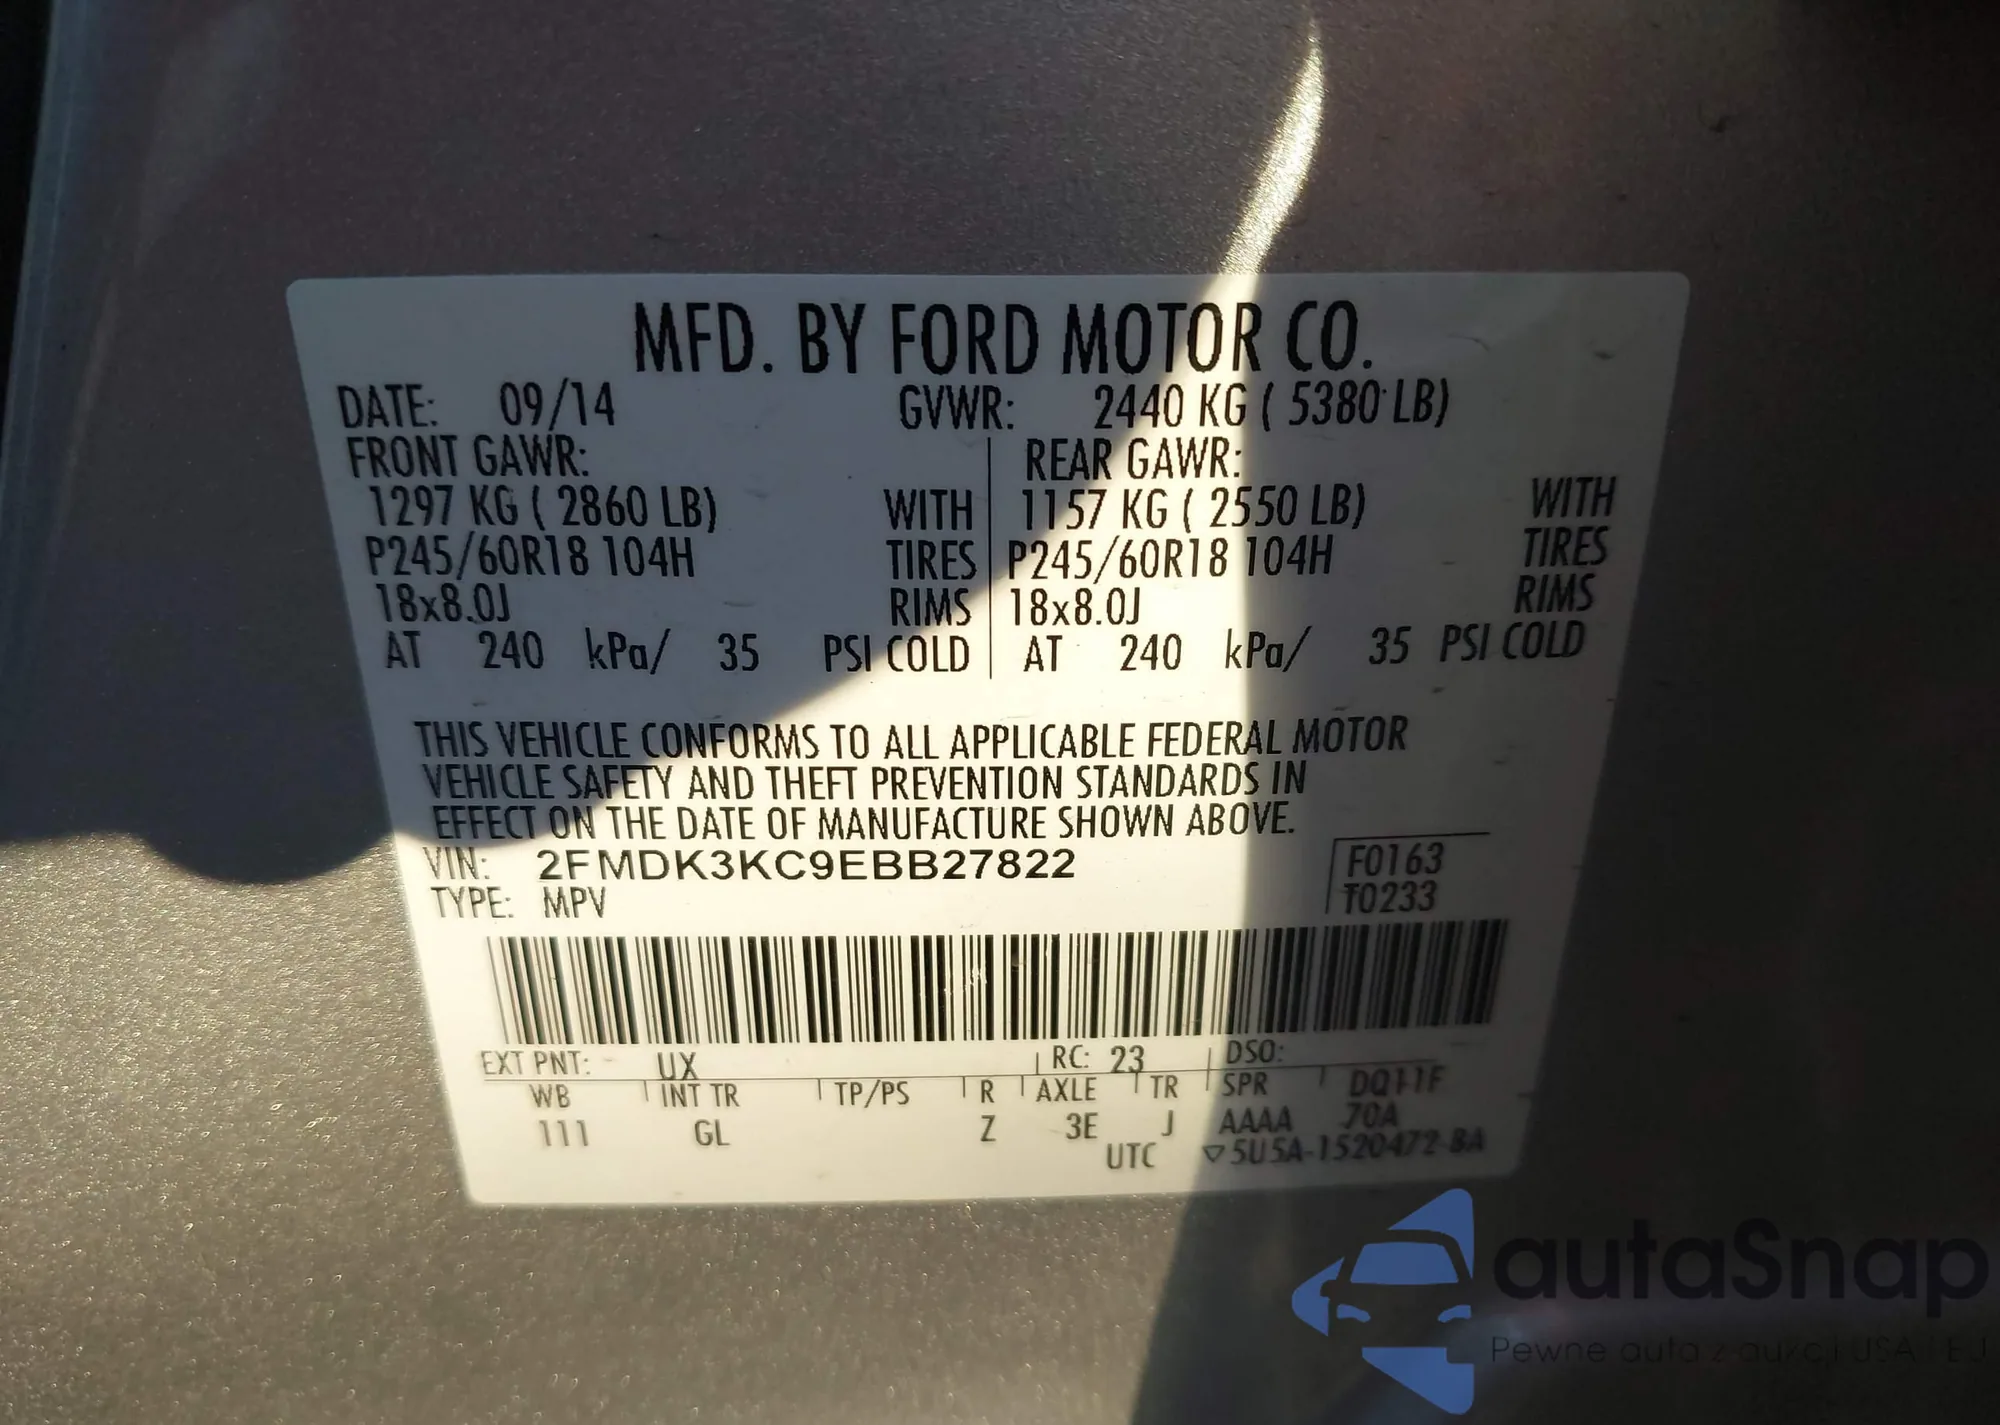 MFD. BY FORD MOTOR CO.
DATE: 09/14 GVWR: 2440 KG ( 5380 LB)
FRONT GAWR: REAR GAWR:
1297 KG ( 2860 LB) WITH 1157 KG ( 2550 LB) WITH
P245/60R18 104H TIRES P245/60R18 104H TIRES
18x8.0J RIMS 18x8.0J RIMS
AT 240 kPa/ 35 PSI COLD AT 240 kPa/ 35 PSI COLD
THIS VEHICLE CONFORMS TO ALL APPLICABLE FEDERAL MOTOR
VEHICLE SAFETY AND THEFT PREVENTION STANDARDS IN
EFFECT ON THE DATE OF MANUFACTURE SHOWN ABOVE.
VIN: 2FMDK3KC9EBB27822 F0163
TYPE: MPV T0233
EXT PNT: UX RC: 23 DSO:
WB INT TR TP/PS R AXLE TR SPR DQ11F
111 GL Z 3E J AAAA 70A
UTC ▽5U5A-1520472-BA
autaSnap
Pewne auta z aukcji USA i EU